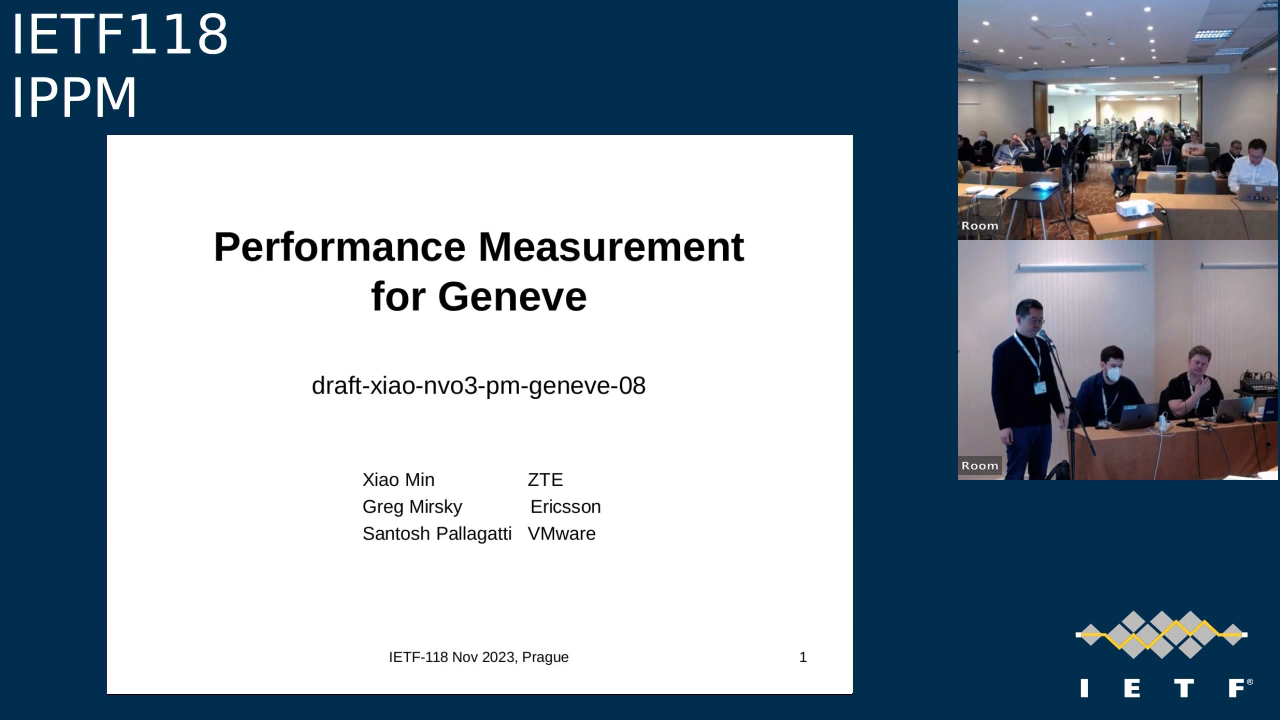 IETF118
IPPM
Performance Measurement
for Geneve
draft-xiao-nvo3-pm-geneve-08
Xiao Min ZTE
Greg Mirsky Ericsson
Santosh Pallagatti VMware
IETF-118 Nov 2023, Prague 1
Room
Room
I E T F®